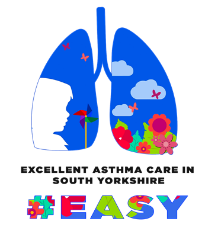 EXCELLENT ASTHMA CARE IN
SOUTH YORKSHIRE
#EASY